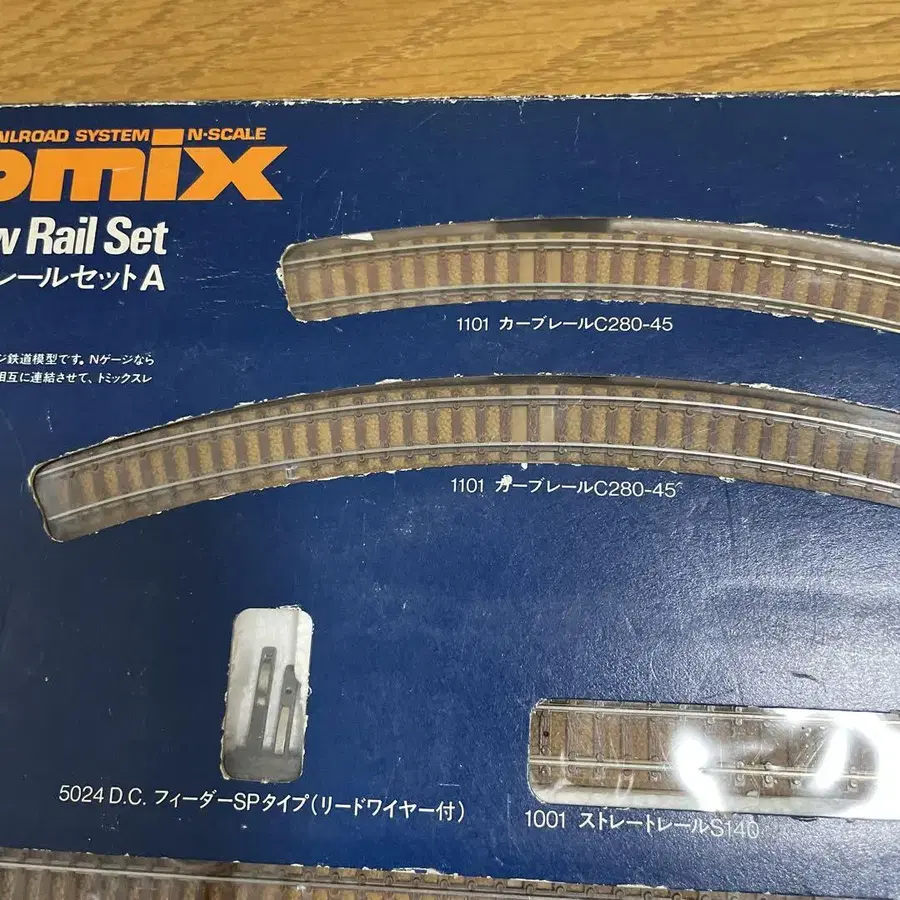 AILROAD SYSTEM N-SCALE
omix
w Rail Set
レールセットA
ジ鉄道模型です。Nゲージなら
相互に連結させて、トミックスレ
1101 カーブレールC280-45
1101 カーブレールC280-45
5024 D.C. フィーダーSPタイプ(リードワイヤー付)
1001 ストレートレールS140